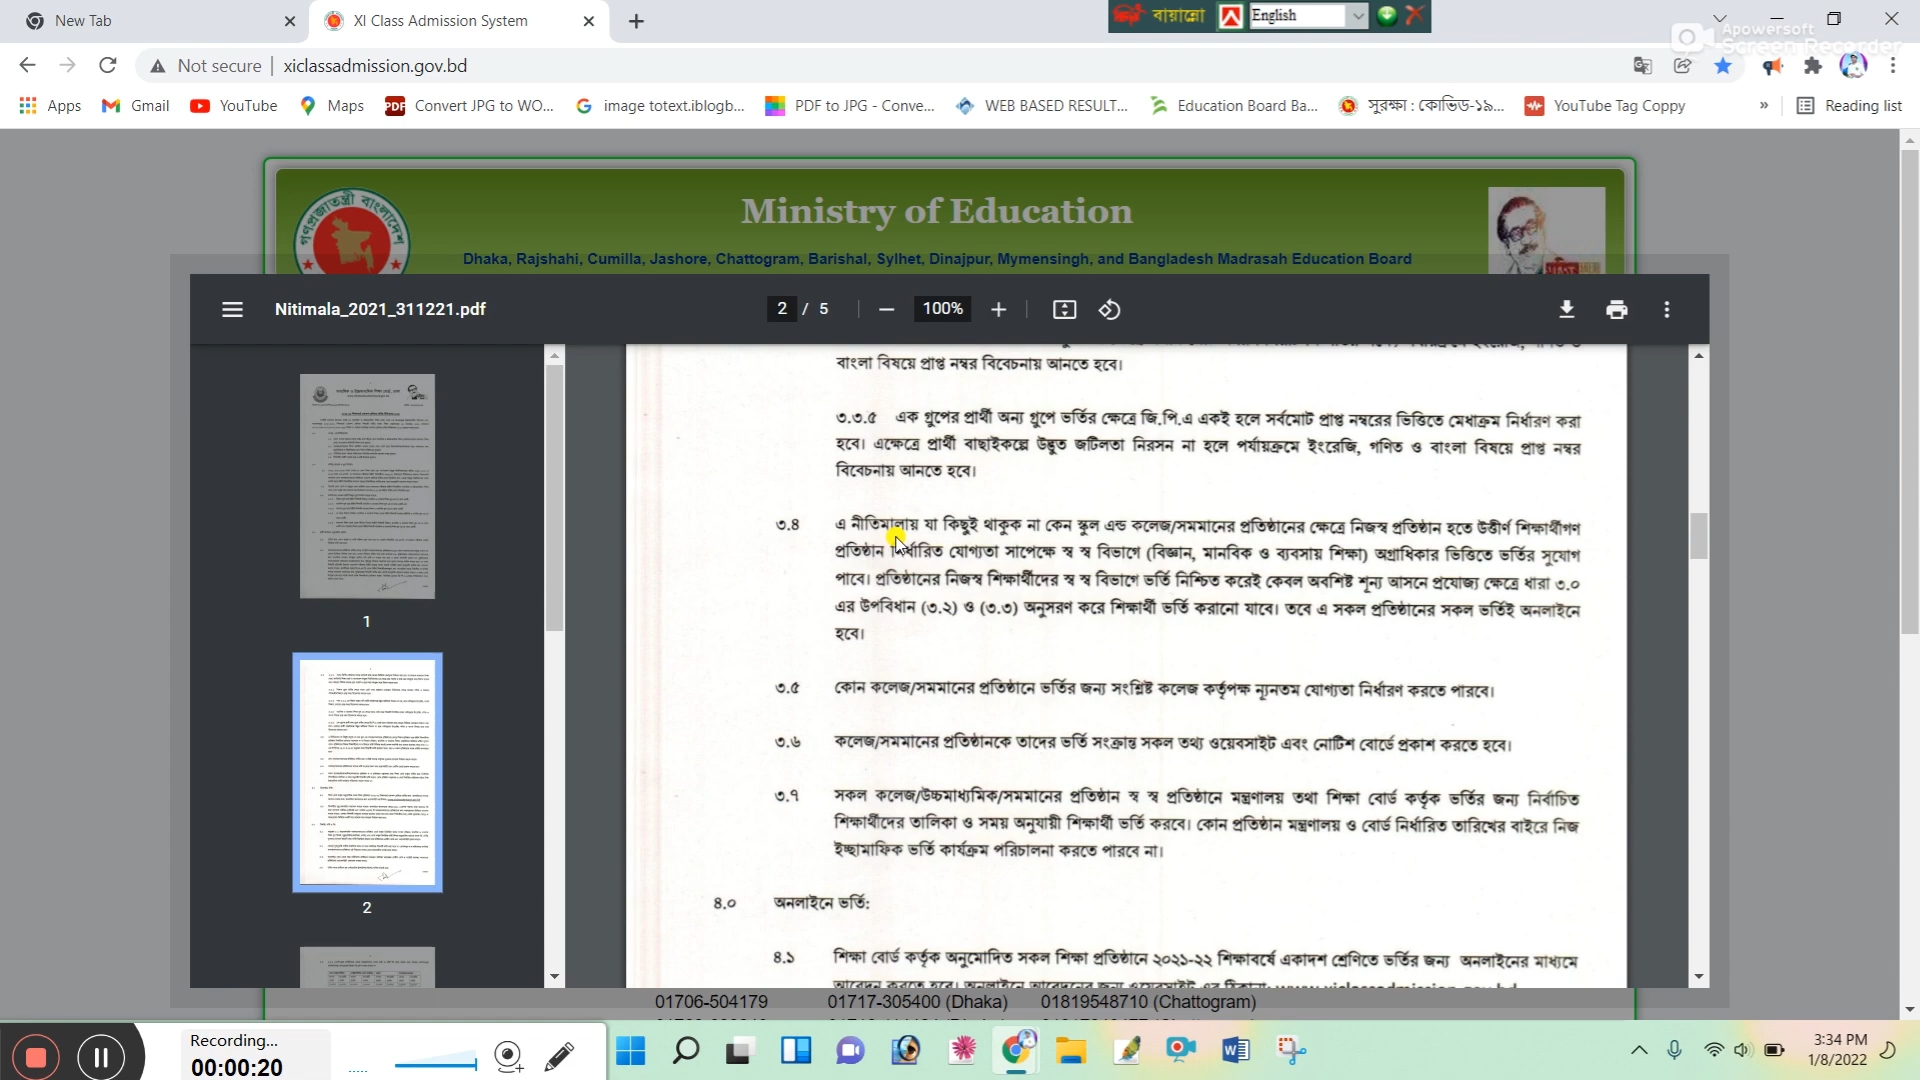 New Tab
XI Class Admission System
বায়ান্নো
English
Apowersoft
Screen Recorder
Not secure
xiclassadmission.gov.bd
Apps
Gmail
YouTube
Maps
PDF
Convert JPG to WO...
image totext.iblogb...
PDF to JPG - Conve...
WEB BASED RESULT...
Education Board Ba...
সুরক্ষা : কোভিড-১৯...
YouTube Tag Coppy
»
Reading list
গণপ্রজাতন্ত্রী বাংলাদেশ
Ministry of Education
Dhaka, Rajshahi, Cumilla, Jashore, Chattogram, Barishal, Sylhet, Dinajpur, Mymensingh, and Bangladesh Madrasah Education Board
Nitimala_2021_311221.pdf
2 / 5
100%
1
2
বাংলা বিষয়ে প্রাপ্ত নম্বর বিবেচনায় আনতে হবে।
৩.৩.৫ এক গ্রুপের প্রার্থী অন্য গ্রুপে ভর্তির ক্ষেত্রে জি.পি.এ একই হলে সর্বমোট প্রাপ্ত নম্বরের ভিত্তিতে মেধাক্রম নির্ধারণ করা
হবে। এক্ষেত্রে প্রার্থী বাছাইকল্পে উদ্ভুত জটিলতা নিরসন না হলে পর্যায়ক্রমে ইংরেজি, গণিত ও বাংলা বিষয়ে প্রাপ্ত নম্বর
বিবেচনায় আনতে হবে।
৩.৪ এ নীতিমালায় যা কিছুই থাকুক না কেন স্কুল এন্ড কলেজ/সমমানের প্রতিষ্ঠানের ক্ষেত্রে নিজস্ব প্রতিষ্ঠান হতে উত্তীর্ণ শিক্ষার্থীগণ
প্রতিষ্ঠান নির্ধারিত যোগ্যতা সাপেক্ষে স্ব স্ব বিভাগে (বিজ্ঞান, মানবিক ও ব্যবসায় শিক্ষা) অগ্রাধিকার ভিত্তিতে ভর্তির সুযোগ
পাবে। প্রতিষ্ঠানের নিজস্ব শিক্ষার্থীদের স্ব স্ব বিভাগে ভর্তি নিশ্চিত করেই কেবল অবশিষ্ট শূন্য আসনে প্রযোজ্য ক্ষেত্রে ধারা ৩.০
এর উপবিধান (৩.২) ও (৩.৩) অনুসরণ করে শিক্ষার্থী ভর্তি করানো যাবে। তবে এ সকল প্রতিষ্ঠানের সকল ভর্তিই অনলাইনে
হবে।
৩.৫ কোন কলেজ/সমমানের প্রতিষ্ঠানে ভর্তির জন্য সংশ্লিষ্ট কলেজ কর্তৃপক্ষ ন্যূনতম যোগ্যতা নির্ধারণ করতে পারবে।
৩.৬ কলেজ/সমমানের প্রতিষ্ঠানকে তাদের ভর্তি সংক্রান্ত সকল তথ্য ওয়েবসাইট এবং নোটিশ বোর্ডে প্রকাশ করতে হবে।
৩.৭ সকল কলেজ/উচ্চমাধ্যমিক/সমমানের প্রতিষ্ঠান স্ব স্ব প্রতিষ্ঠানে মন্ত্রণালয় তথা শিক্ষা বোর্ড কর্তৃক ভর্তির জন্য নির্বাচিত
শিক্ষার্থীদের তালিকা ও সময় অনুযায়ী শিক্ষার্থী ভর্তি করবে। কোন প্রতিষ্ঠান মন্ত্রণালয় ও বোর্ড নির্ধারিত তারিখের বাইরে নিজ
ইচ্ছামাফিক ভর্তি কার্যক্রম পরিচালনা করতে পারবে না।
৪.০ অনলাইনে ভর্তি:
৪.১ শিক্ষা বোর্ড কর্তৃক অনুমোদিত সকল শিক্ষা প্রতিষ্ঠানে ২০২১-২২ শিক্ষাবর্ষে একাদশ শ্রেণিতে ভর্তির জন্য অনলাইনের মাধ্যমে
01706-504179 01717-305400 (Dhaka) 01819548710 (Chattogram)
Recording...
00:00:20
3:34 PM
1/8/2022